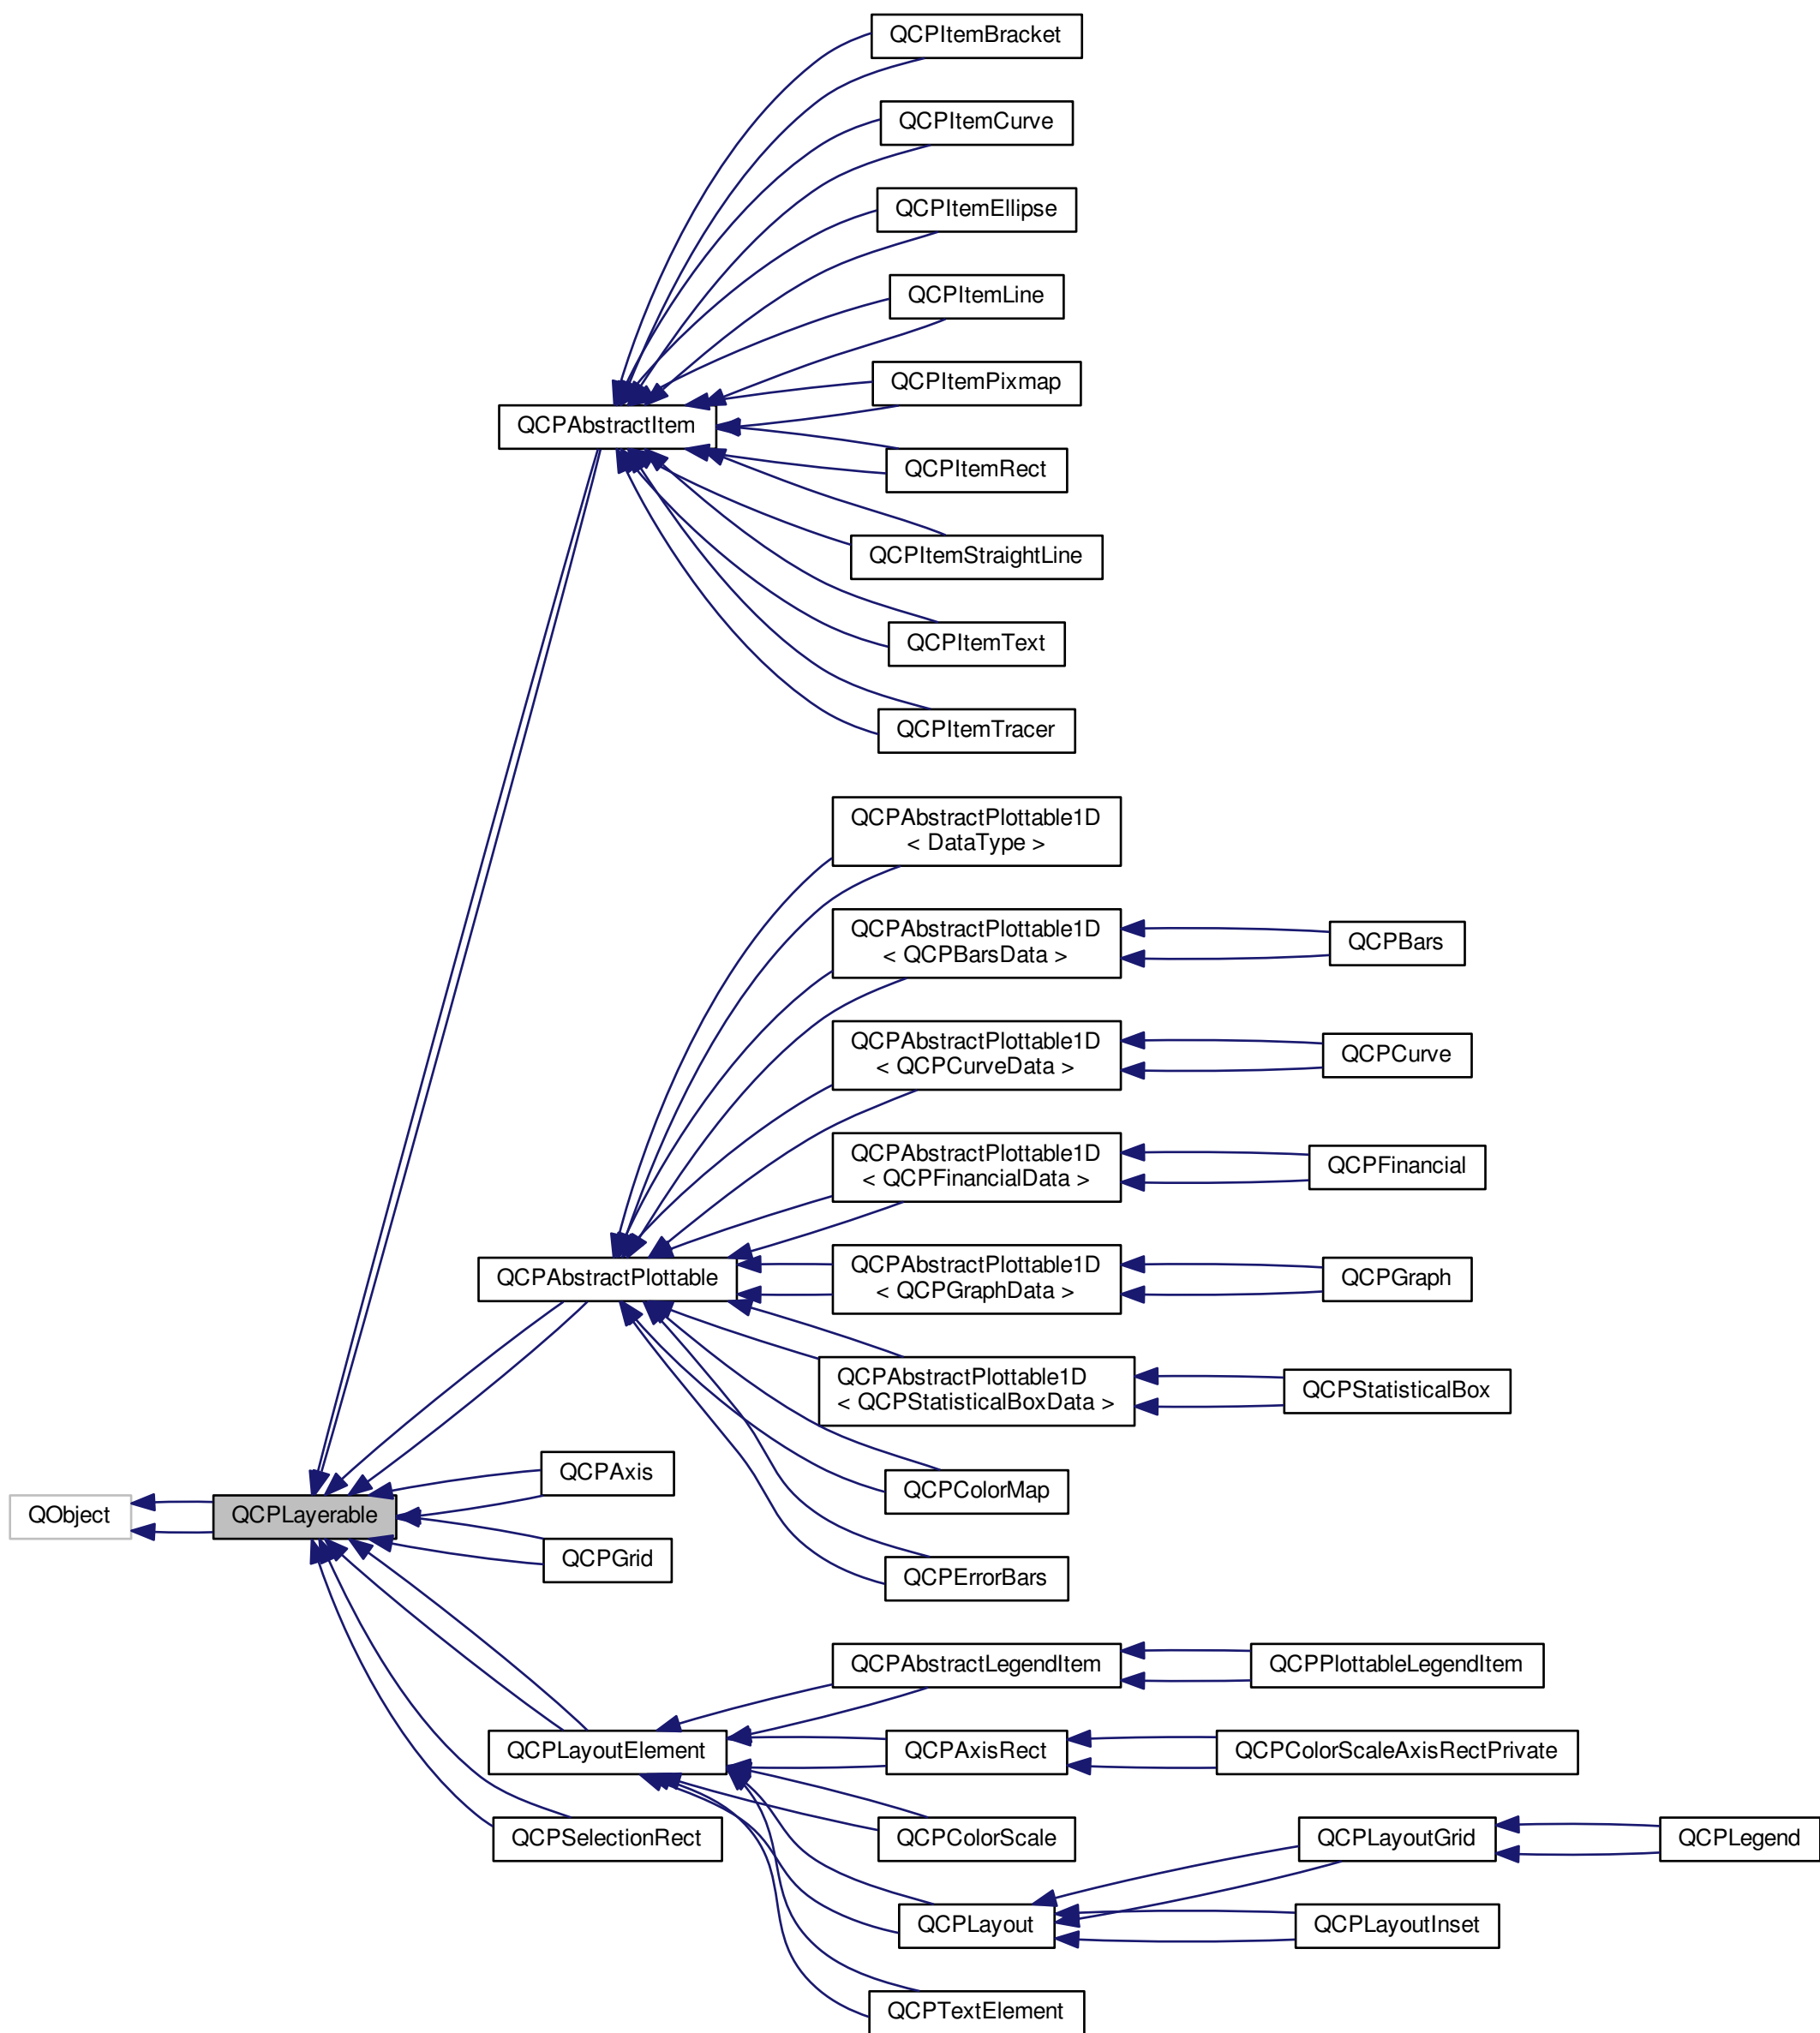 QCPItemBracket
QCPItemCurve
QCPItemEllipse
QCPItemLine
QCPItemPixmap
QCPAbstractItem
QCPItemRect
QCPItemStraightLine
QCPItemText
QCPItemTracer
QCPAbstractPlottable1D
< DataType >
QCPAbstractPlottable1D
< QCPBarsData >
QCPBars
QCPAbstractPlottable1D
< QCPCurveData >
QCPCurve
QCPAbstractPlottable1D
< QCPFinancialData >
QCPFinancial
QCPAbstractPlottable
QCPAbstractPlottable1D
< QCPGraphData >
QCPGraph
QCPAbstractPlottable1D
< QCPStatisticalBoxData >
QCPStatisticalBox
QCPAxis
QCPColorMap
QObject
QCPLayerable
QCPGrid
QCPErrorBars
QCPAbstractLegendItem
QCPPlottableLegendItem
QCPLayoutElement
QCPAxisRect
QCPColorScaleAxisRectPrivate
QCPSelectionRect
QCPColorScale
QCPLayoutGrid
QCPLegend
QCPLayout
QCPLayoutInset
QCPTextElement